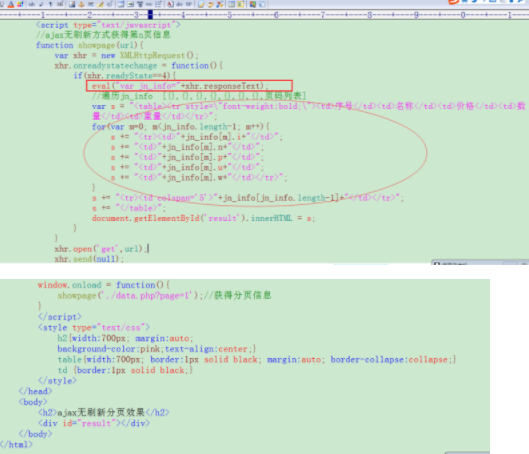 <script type="text/javascript">
//ajax无刷新方式获得第n页信息
function showpage(url){
var xhr = new XMLHttpRequest();
xhr.onreadystatechange = function(){
if(xhr.readyState==4){
eval("var jn_info="+xhr.responseText);
//遍历jn_info [{},{},{},{},{},{},{},页码列表]
var s = "<table><tr style=\"font-weight:bold;\"><td>序号</td><td>名称</td><td>价格</td><td>数
量</td><td>重量</td></tr>";
for(var m=0; m<jn_info.length-1; m++){
s += "<tr><td>"+jn_info[m].i+"</td>";
s += "<td>"+jn_info[m].n+"</td>";
s += "<td>"+jn_info[m].p+"</td>";
s += "<td>"+jn_info[m].u+"</td>";
s += "<td>"+jn_info[m].w+"</td></tr>";
}
s += "<tr><td colspan='5'>"+jn_info[jn_info.length-1]+"</td></tr>";
s += "</table>";
document.getElementById('result').innerHTML = s;
}
}
xhr.open('get',url);
xhr.send(null);
window.onload = function(){
showpage('./data.php?page=1');//获得分页信息
}
</script>
<style type="text/css">
h2{width:700px; margin:auto;
background-color:pink;text-align:center;}
table{width:700px; border:1px solid black; margin:auto; border-collapse:collapse;}
td {border:1px solid black;}
</style>
</head>
<body>
<h2>ajax无刷新分页效果</h2>
<div id="result"></div>
</body>
</html>